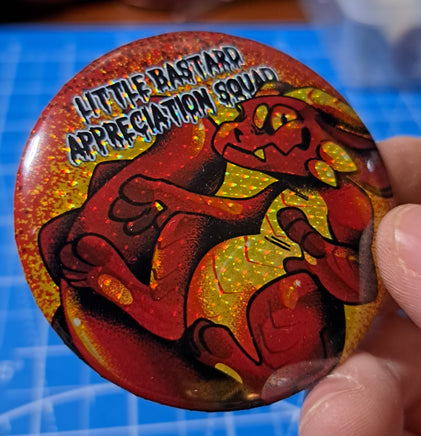 LITTLE BASTARD
APPRECIATION SQUAD